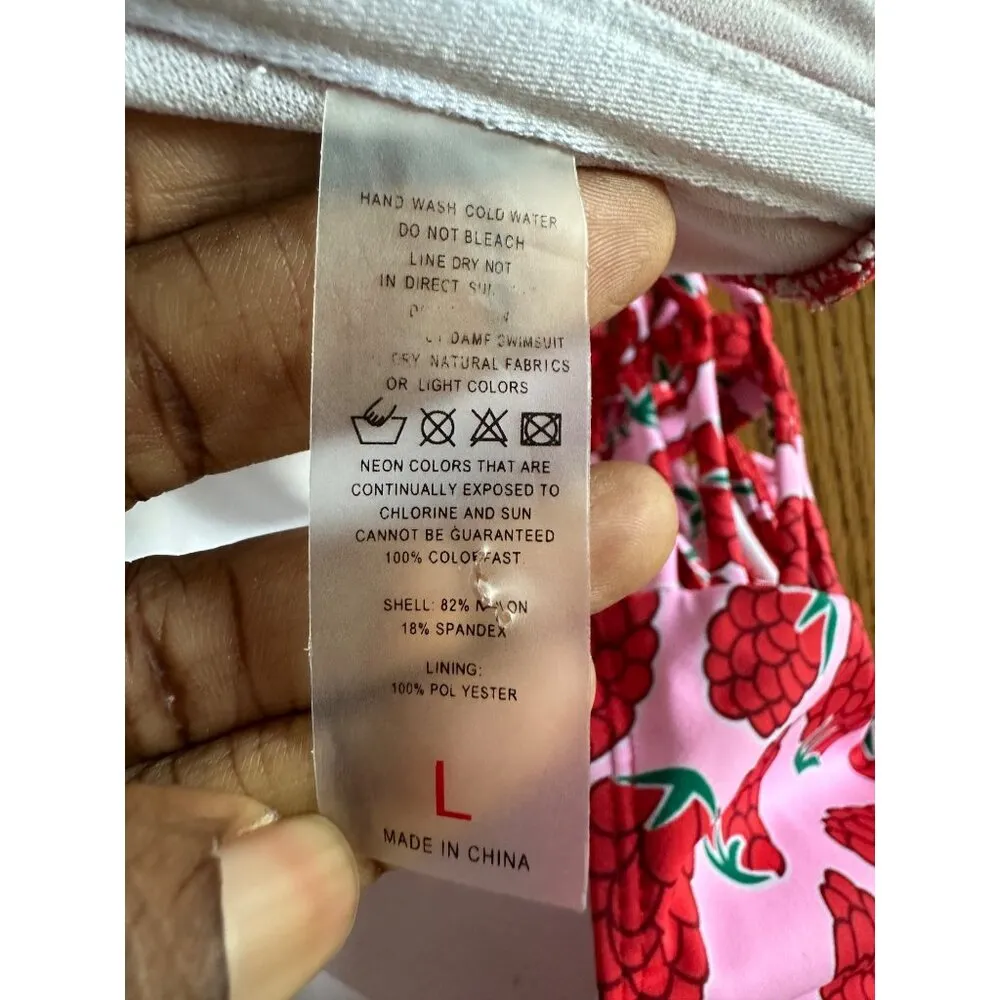 HAND WASH COLD WATER
DO NOT BLEACH
LINE DRY NOT
IN DIRECT
DAMP SWIMSUIT
NATURAL FABRICS
OR LIGHT COLORS
NEON COLORS THAT ARE
CONTINUALLY EXPOSED TO
CHLORINE AND SUN
CANNOT BE GUARANTEED
100% COLORFAST
SHELL: 82% NYLON
18% SPANDEX
LINING:
100% POLYESTER
L
MADE IN CHINA